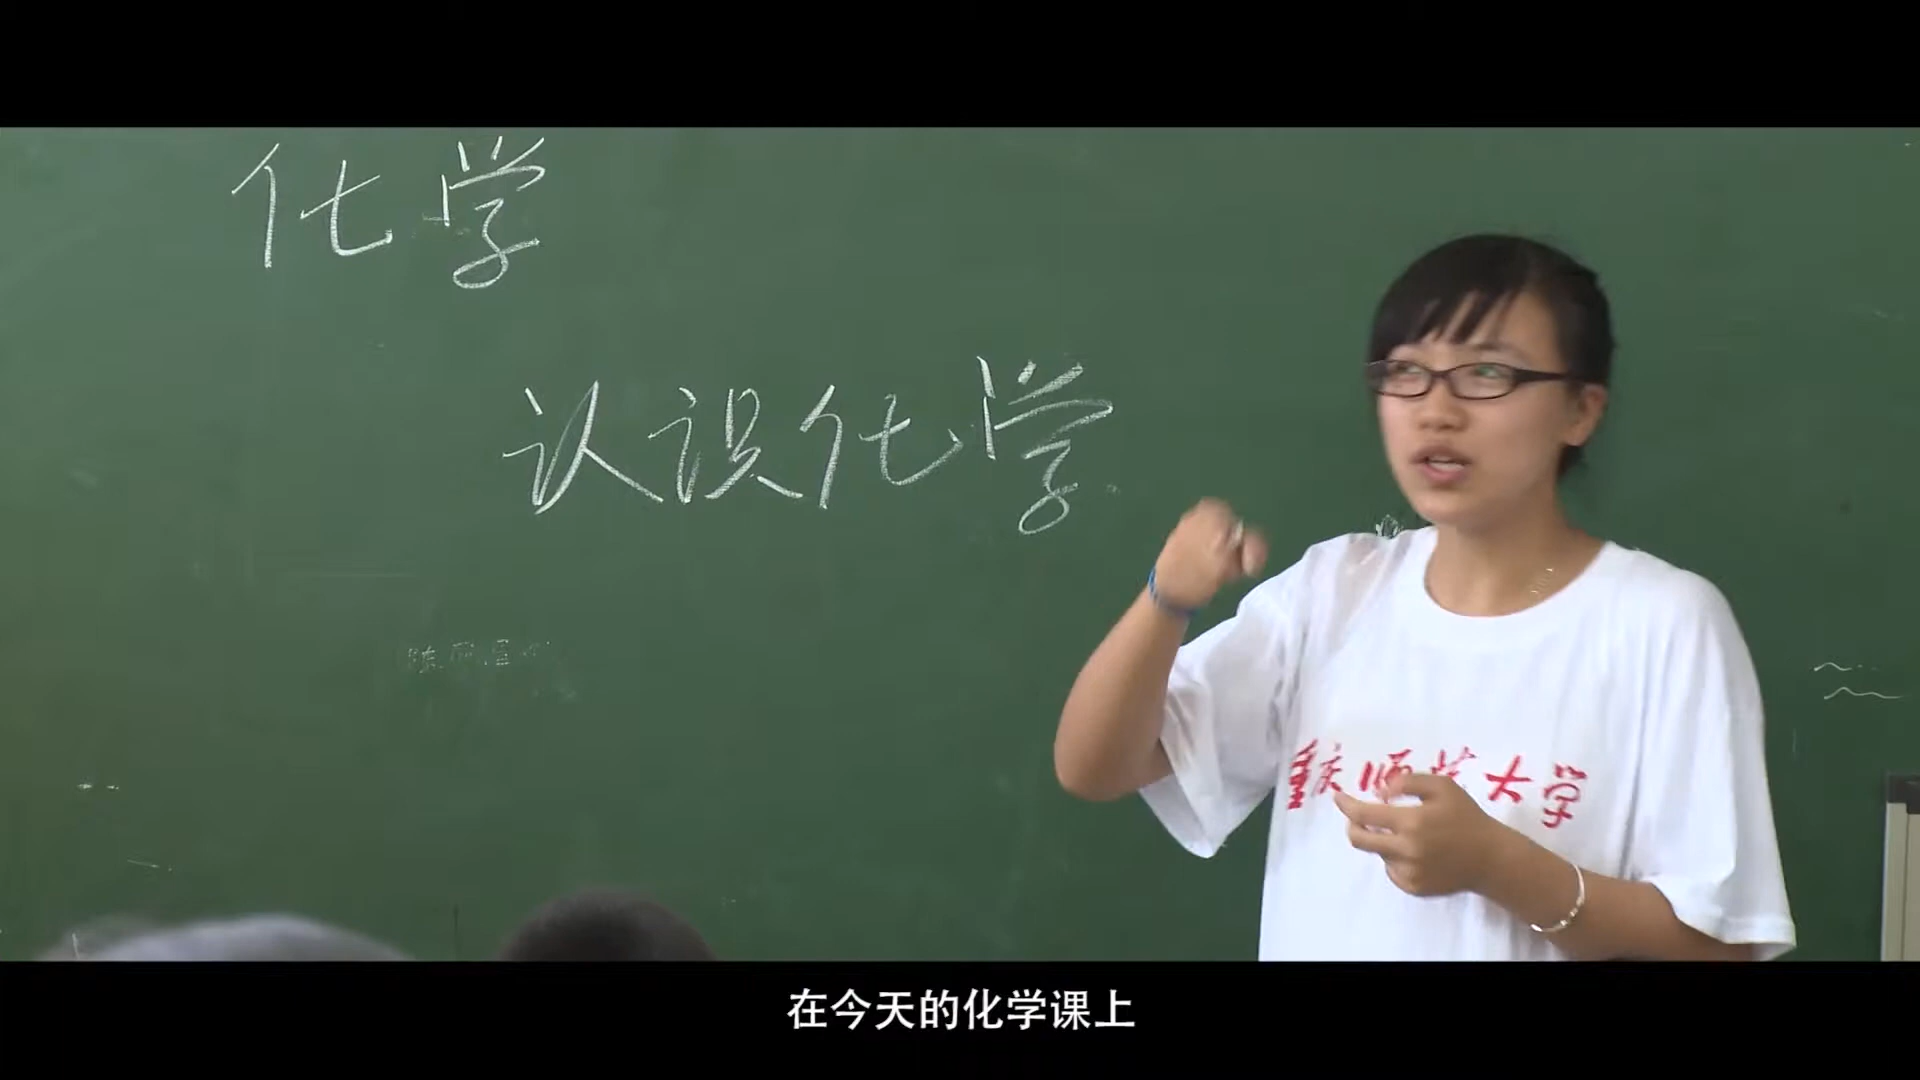 化学
认识化学
重庆师范大学
在今天的化学课上